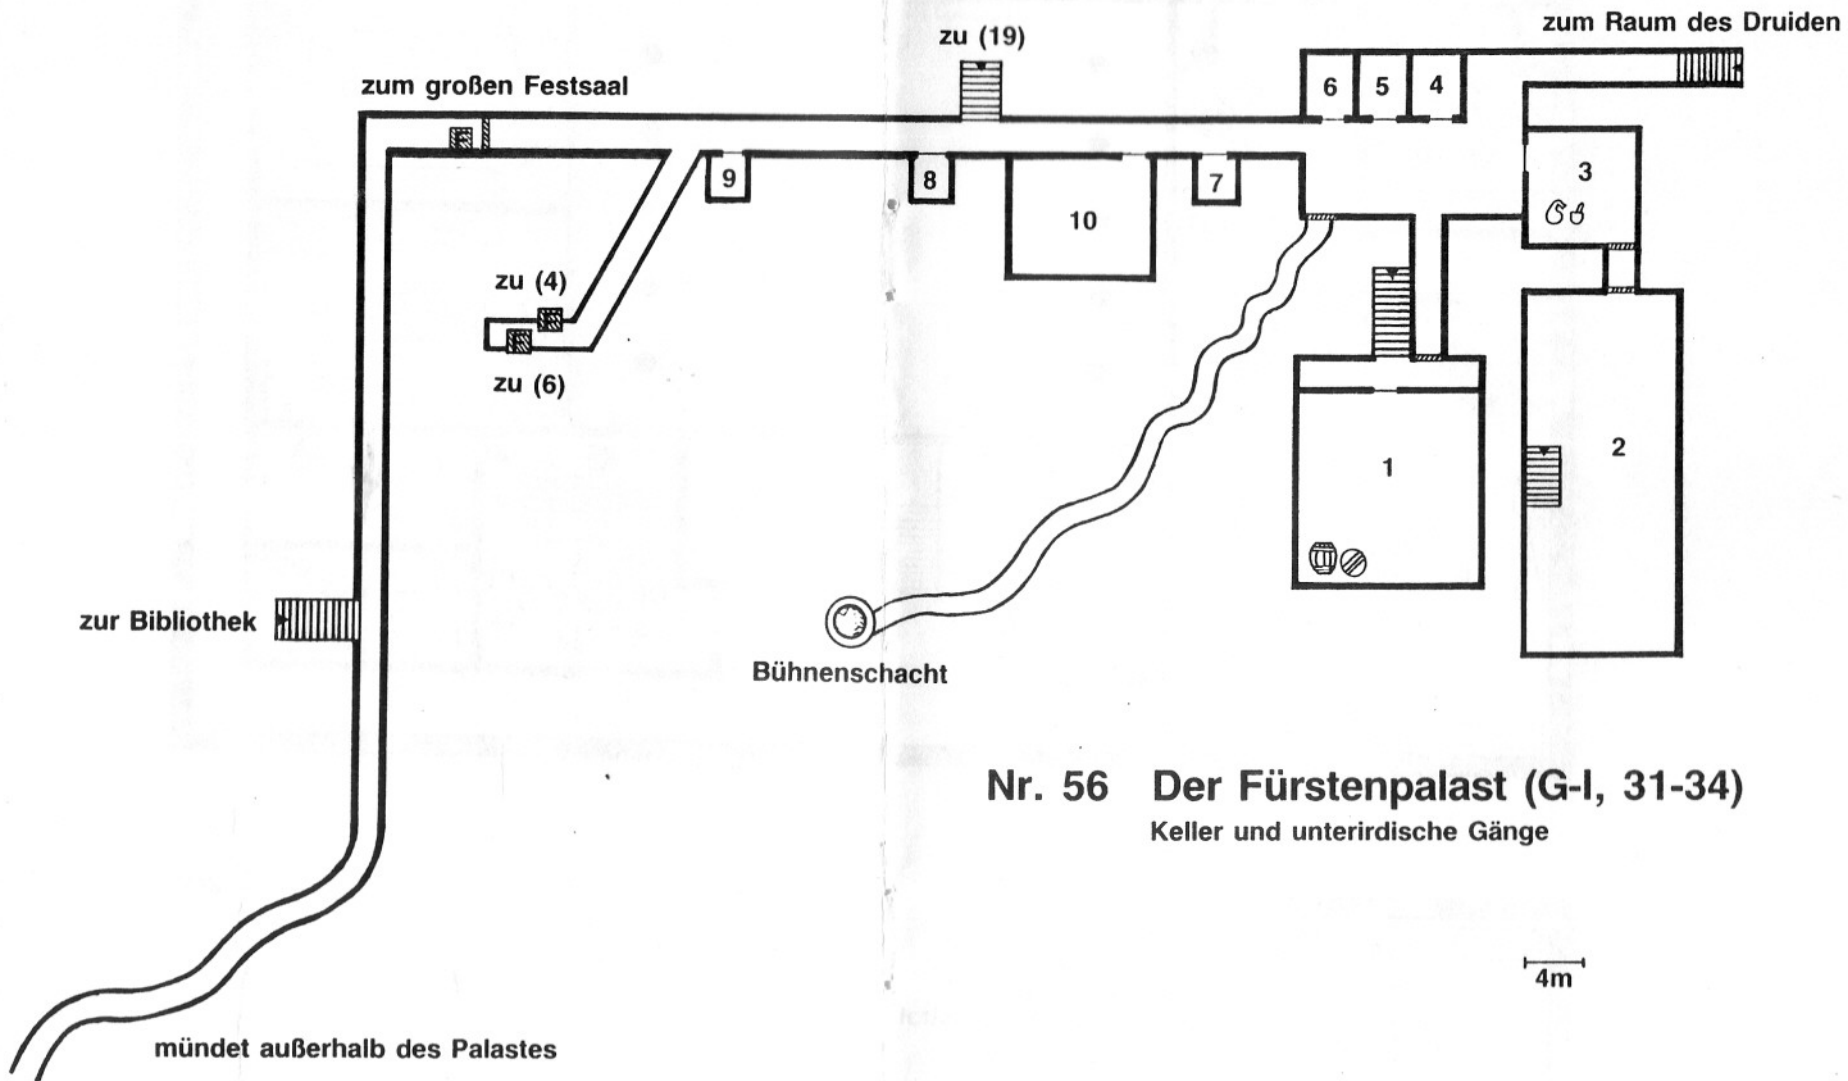 zum Raum des Druiden
zu (19)
zum großen Festsaal
6
5
4
3
9
8
7
10
zu (4)
zu (6)
1
2
zur Bibliothek
Bühnenschacht
Nr. 56 Der Fürstenpalast (G-I, 31-34)
Keller und unterirdische Gänge
4m
mündet außerhalb des Palastes